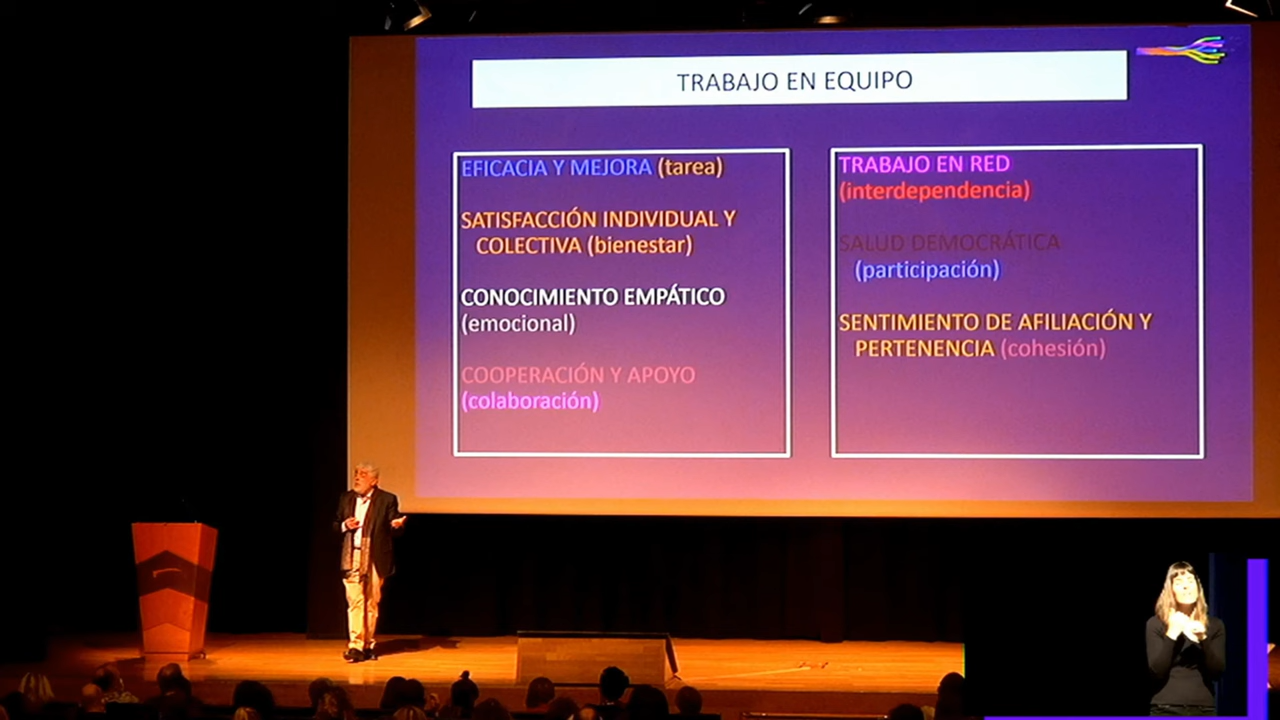 TRABAJO EN EQUIPO
EFICACIA Y MEJORA (tarea)
SATISFACCIÓN INDIVIDUAL Y
COLECTIVA (bienestar)
CONOCIMIENTO EMPÁTICO
(emocional)
COOPERACIÓN Y APOYO
(colaboración)
TRABAJO EN RED
(interdependencia)
SALUD DEMOCRÁTICA
(participación)
SENTIMIENTO DE AFILIACIÓN Y
PERTENENCIA (cohesión)